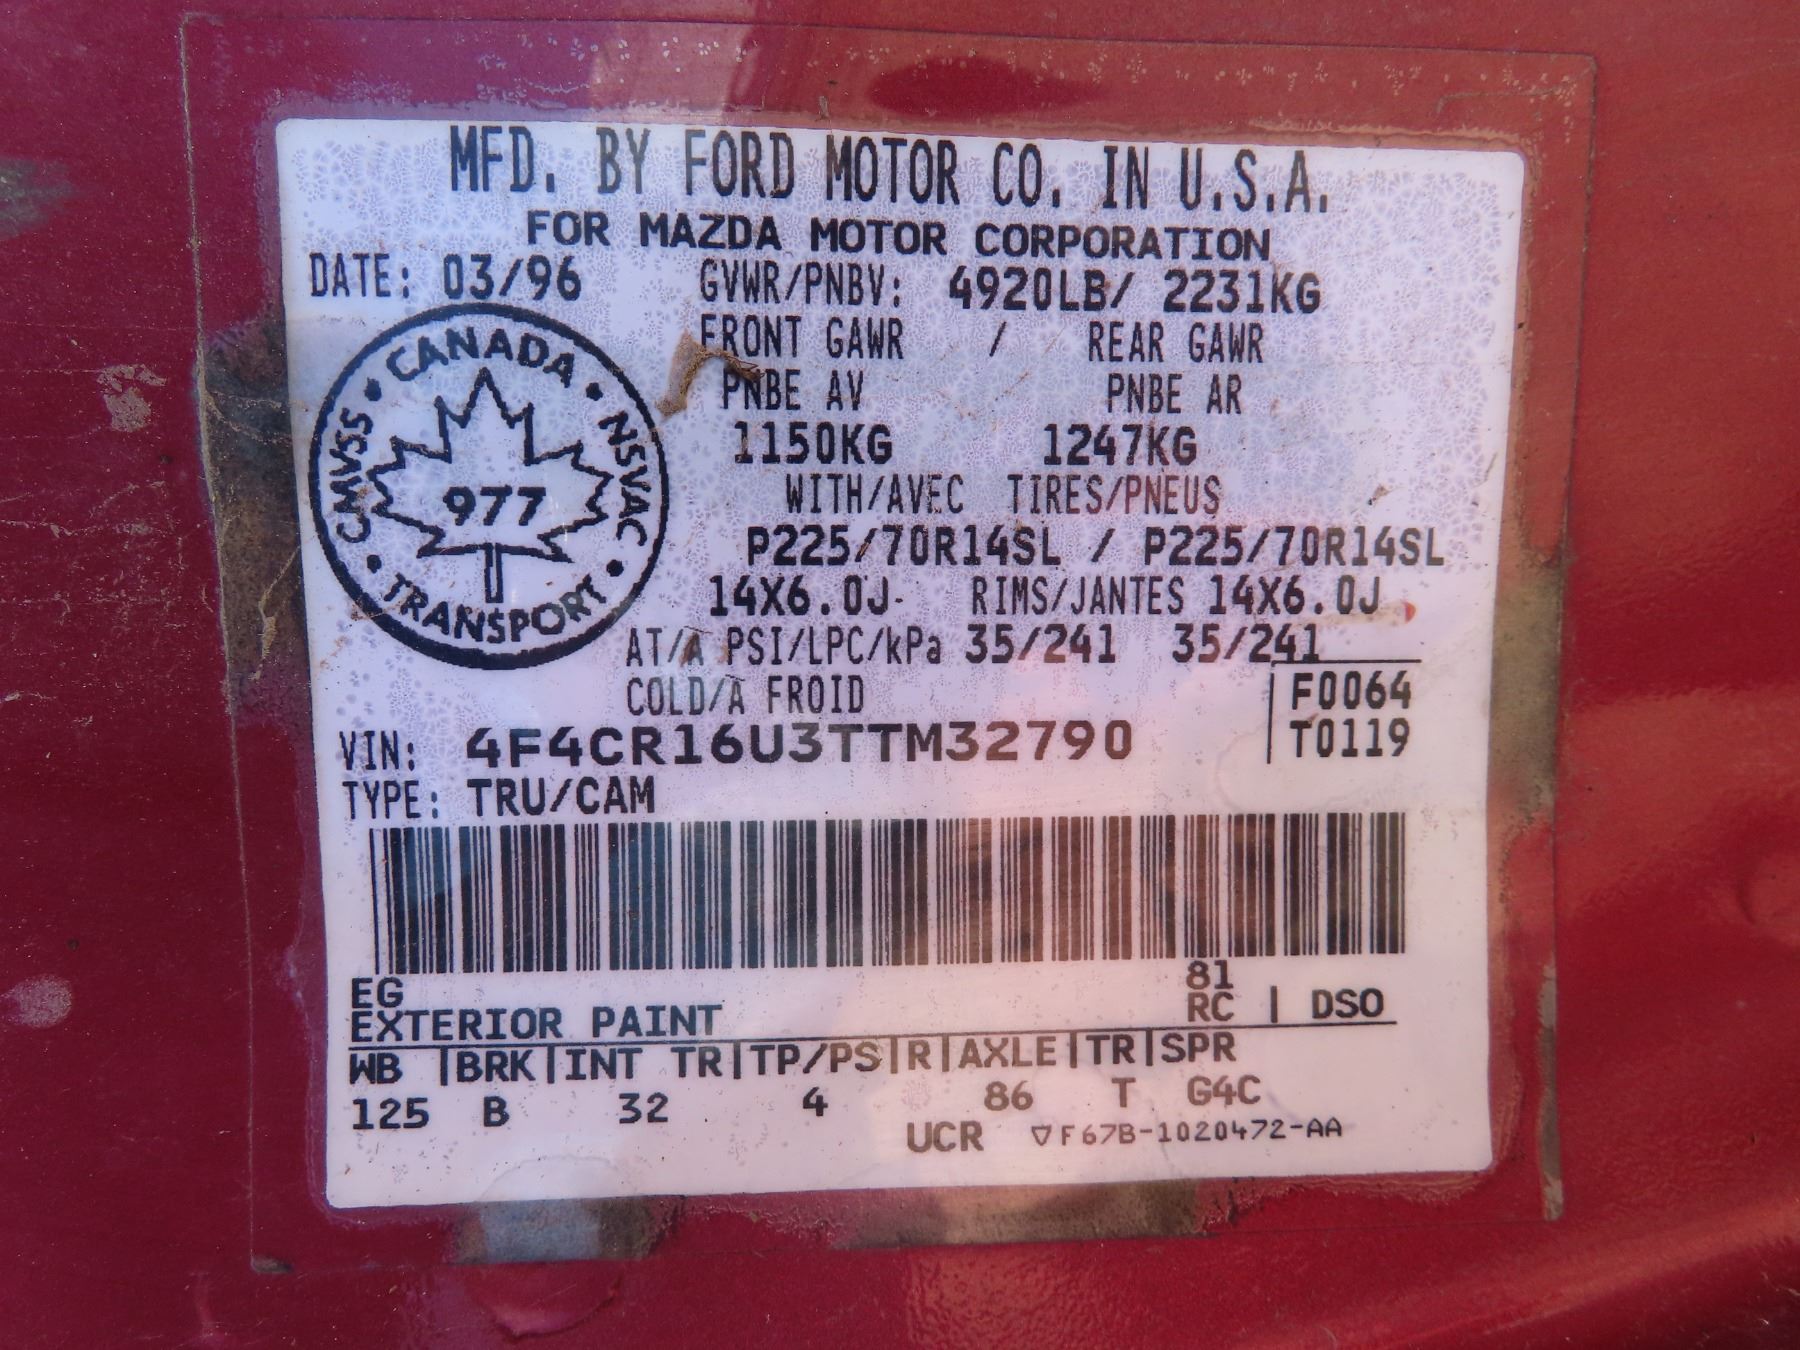 MFD. BY FORD MOTOR CO. IN U.S.A.
FOR MAZDA MOTOR CORPORATION
DATE: 03/96 GVWR/PNBV: 4920LB/ 2231KG
FRONT GAWR / REAR GAWR
PNBE AV PNBE AR
1150KG 1247KG
WITH/AVEC TIRES/PNEUS
P225/70R14SL / P225/70R14SL
14X6.0J RIMS/JANTES 14X6.0J
AT/A PSI/LPC/kPa 35/241 35/241
COLD/A FROID
CANADA
CMVSS
NSVAC
977
TRANSPORT
F0064
T0119
VIN: 4F4CR16U3TTM32790
TYPE: TRU/CAM
EG 81
EXTERIOR PAINT RC | DSO
WB |BRK|INT TR|TP/PS|R|AXLE|TR|SPR
125 B 32 4 86 T G4C
UCR ▽F67B-1020472-AA